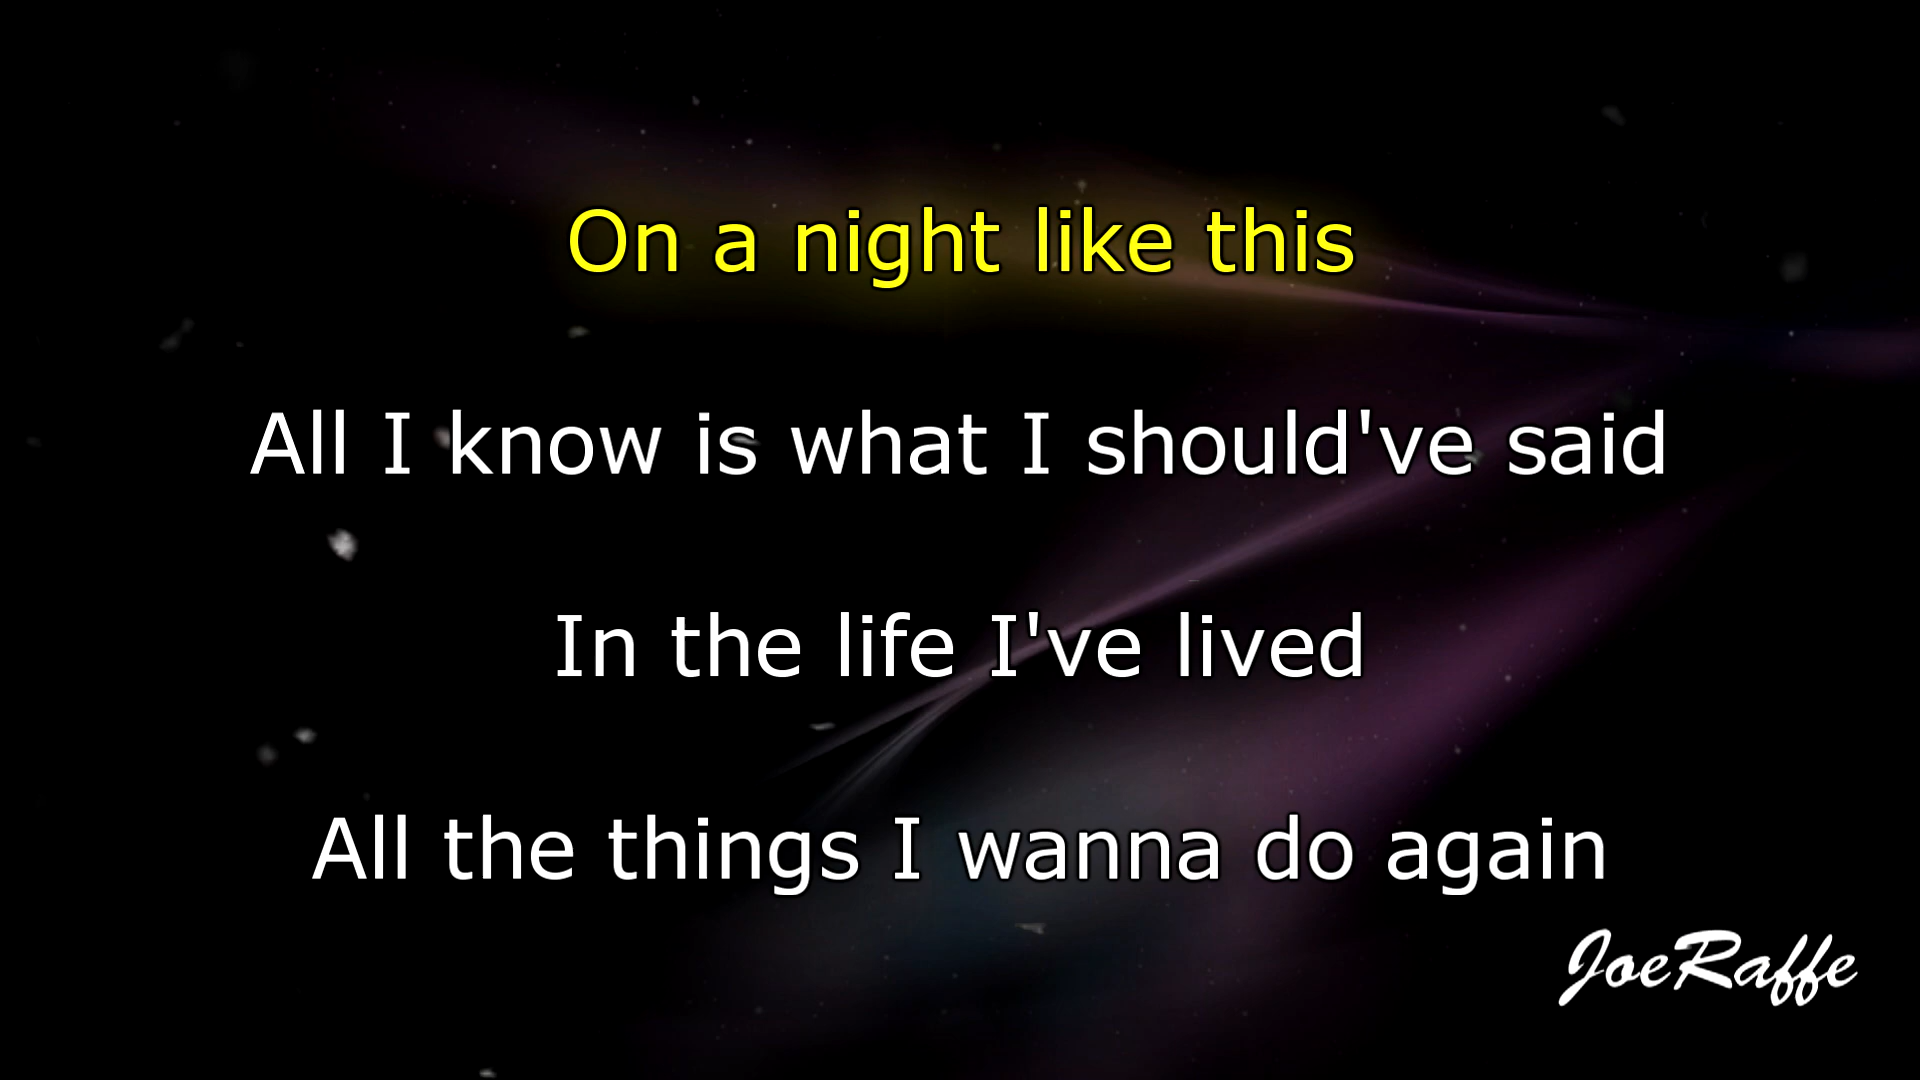 On a night like this
All I know is what I should've said
In the life I've lived
All the things I wanna do again
JoeRaffe